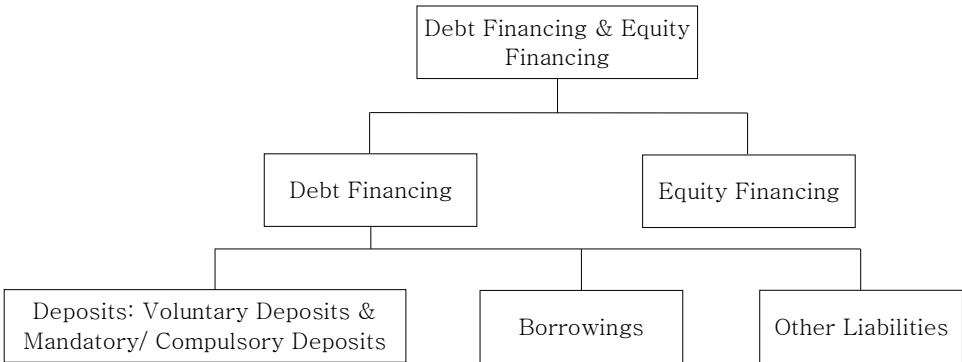 Debt Financing & Equity
Financing
Debt Financing
Equity Financing
Deposits: Voluntary Deposits &
Mandatory/ Compulsory Deposits
Borrowings
Other Liabilities